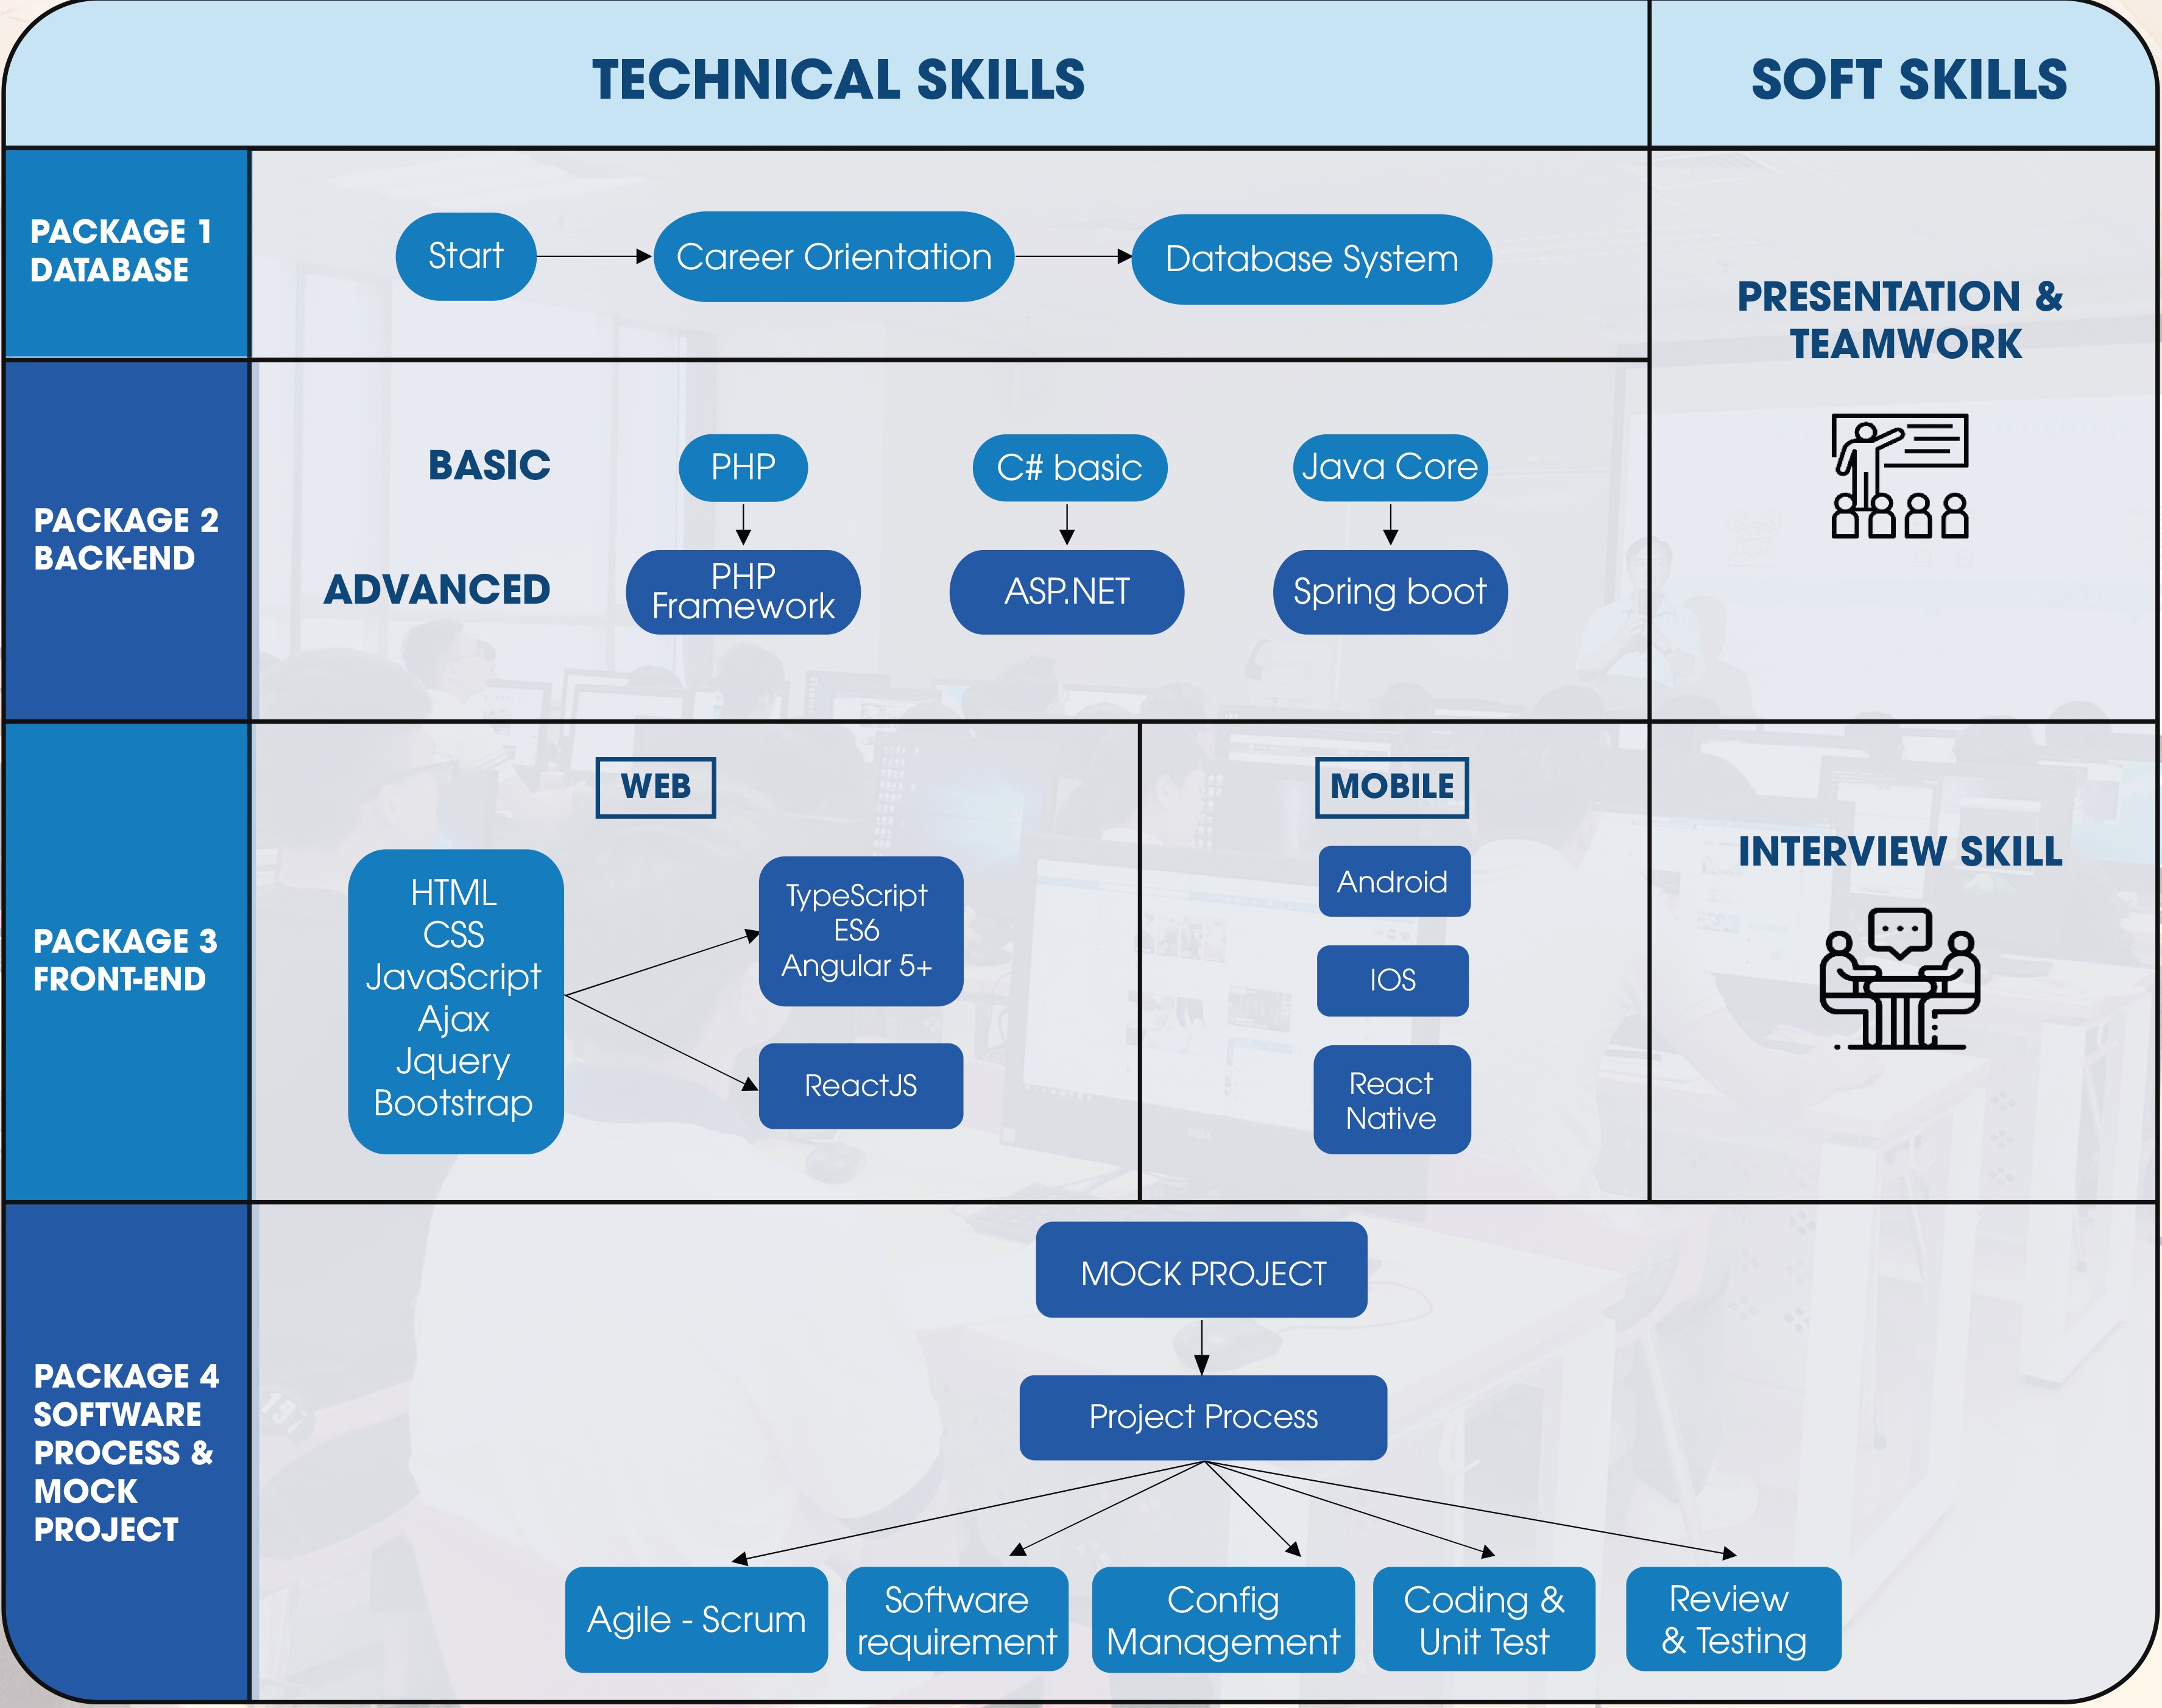 TECHNICAL SKILLS
SOFT SKILLS
PACKAGE 1
DATABASE
Start
Career Orientation
Database System
PRESENTATION &
TEAMWORK
PACKAGE 2
BACK-END
BASIC
PHP
C# basic
Java Core
ADVANCED
PHP
Framework
ASP.NET
Spring boot
PACKAGE 3
FRONT-END
WEB
HTML
CSS
JavaScript
Ajax
Jquery
Bootstrap
TypeScript
ES6
Angular 5+
ReactJS
MOBILE
Android
IOS
React
Native
INTERVIEW SKILL
PACKAGE 4
SOFTWARE
PROCESS &
MOCK
PROJECT
MOCK PROJECT
Project Process
Agile - Scrum
Software
requirement
Config
Management
Coding &
Unit Test
Review
& Testing
197